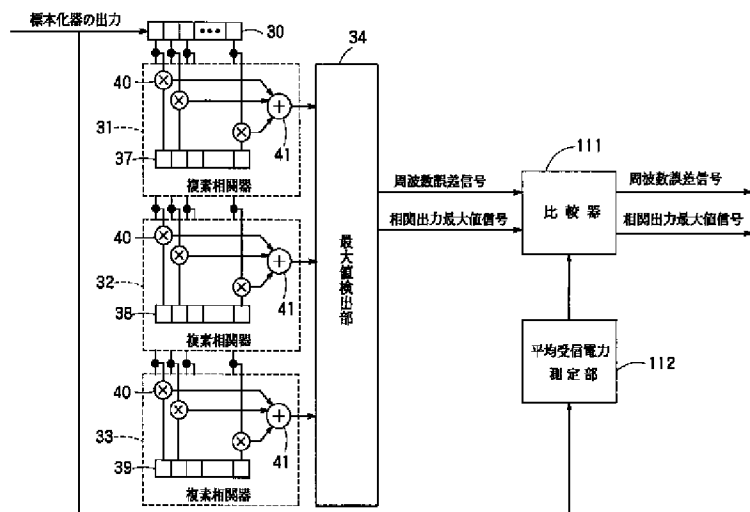 標本化器の出力
30
34
40
31
41
37
複素相関器
111
周波数誤差信号
周波数誤差信号
比較器
相関出力最大値信号
相関出力最大値信号
40
最大値検出部
32
41
38
複素相関器
平均受信電力
測定部
112
40
33
41
39
複素相関器